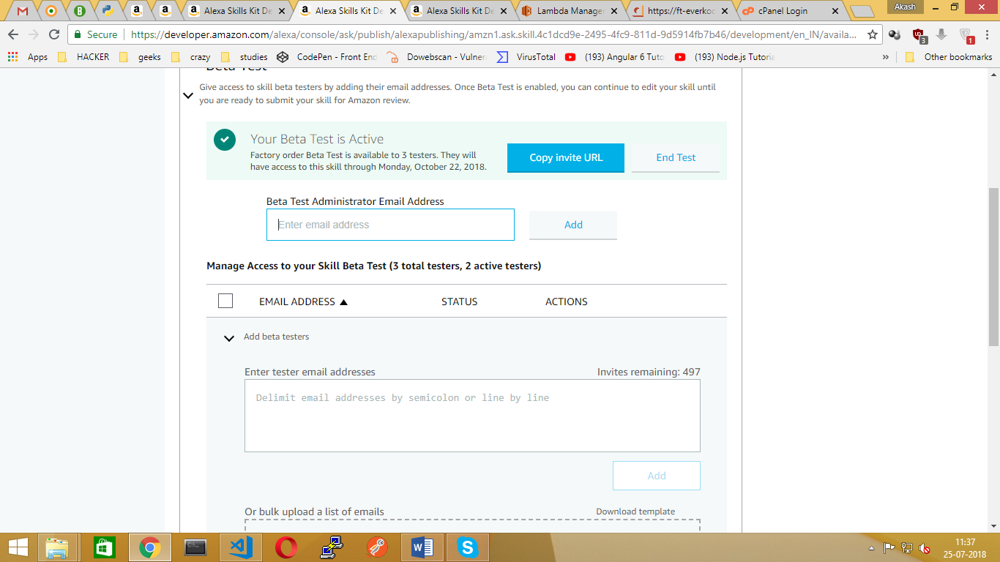 Alexa Skills Kit De
Alexa Skills Kit De
Alexa Skills Kit De
Lambda Manager
https://ft-everkoo
cPanel Login
Akash
Secure
https://developer.amazon.com/alexa/console/ask/publish/alexapublishing/amzn1.ask.skill.4c1dcd9e-2495-4fc9-811d-9d5914fb7b46/development/en_IN/availa...
3
1
Apps
HACKER
geeks
crazy
studies
CodePen - Front End
Dowebscan - Vulnera
VirusTotal
(193) Angular 6 Tuto
(193) Node.js Tutoria
»
Other bookmarks
Beta Test
Give access to skill beta testers by adding their email addresses. Once Beta Test is enabled, you can continue to edit your skill until
you are ready to submit your skill for Amazon review.
Your Beta Test is Active
Factory order Beta Test is available to 3 testers. They will
have access to this skill through Monday, October 22, 2018.
Copy invite URL
End Test
Beta Test Administrator Email Address
Enter email address
Add
Manage Access to your Skill Beta Test (3 total testers, 2 active testers)
EMAIL ADDRESS
STATUS
ACTIONS
Add beta testers
Enter tester email addresses
Invites remaining: 497
Delimit email addresses by semicolon or line by line
Add
Or bulk upload a list of emails
Download template
11:37
25-07-2018